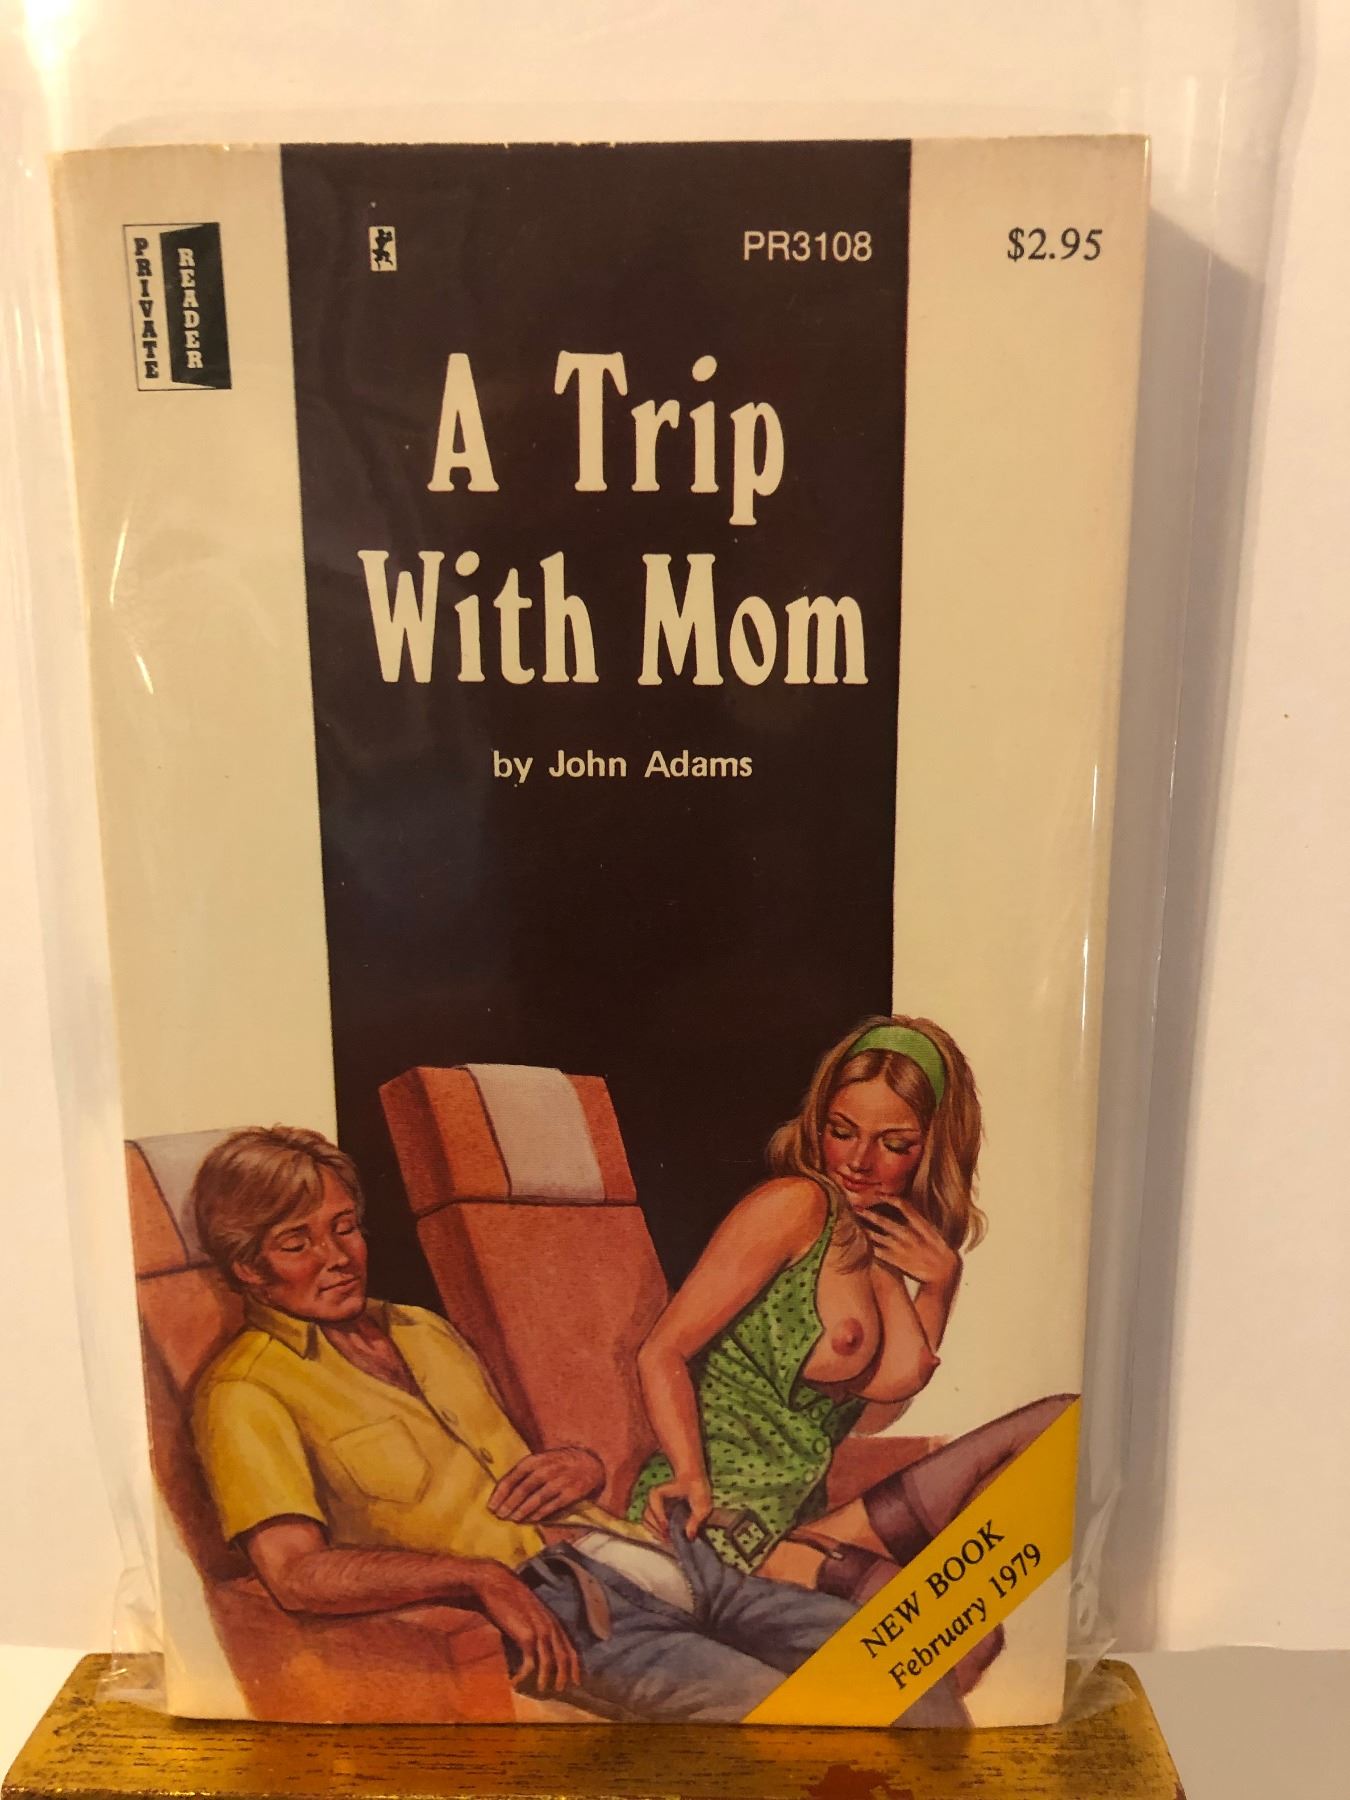 PRIVATE
READER
PR3108
$2.95
A Trip
With Mom
by John Adams
NEW BOOK
February 1979